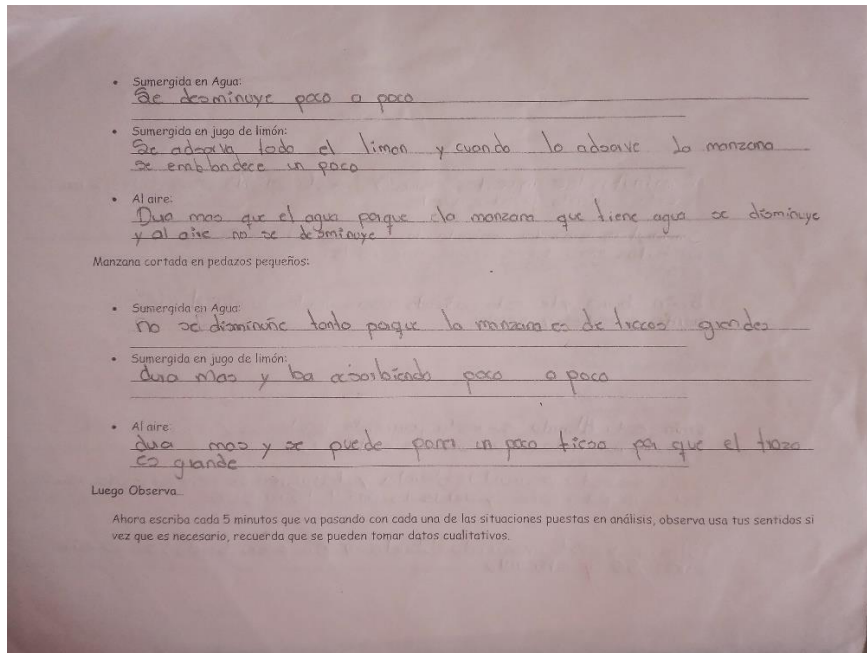 • Sumergida en Agua:
Se desminuye poco a poco
• Sumergida en jugo de limón:
Se adsorva todo el limon y cuando lo adsorve la manzana
se emblandece un poco
• Al aire:
Dura mas que el agua porque la manzana que tiene agua se disminuye
y al aire no se desminuye
Manzana cortada en pedazos pequeños:
• Sumergida en Agua:
no se disminuñe tanto porque la manzana es de trozos grandes
• Sumergida en jugo de limón:
dura mas y ba absorbiendo poco a poco
• Al aire:
dura mas y se puede poner un poco tiesa por que el trozo
es grande
Luego Observa...
Ahora escriba cada 5 minutos que va pasando con cada una de las situaciones puestas en análisis, observa usa tus sentidos si
vez que es necesario, recuerda que se pueden tomar datos cualitativos.